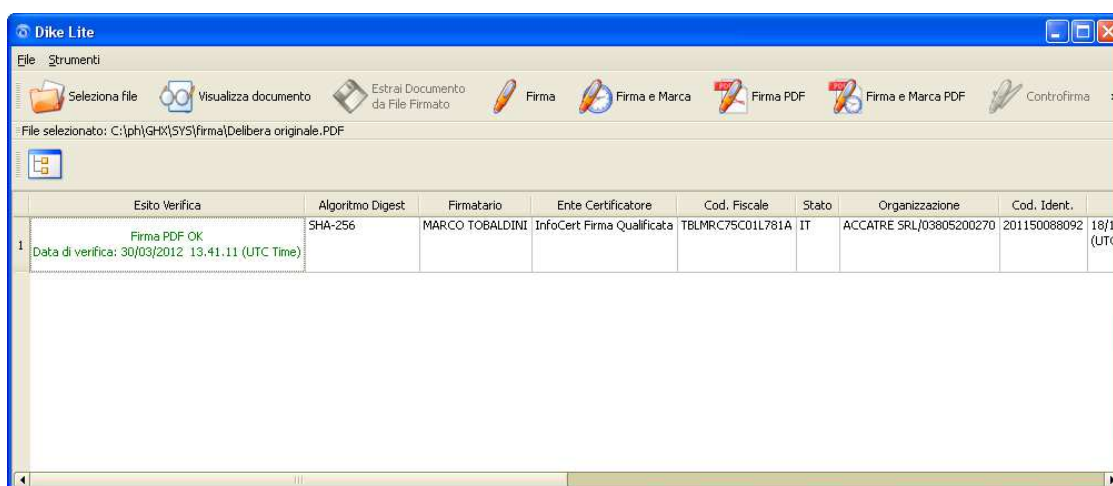 Dike Lite
File Strumenti
Seleziona file Visualizza documento Estrai Documento da File Firmato Firma Firma e Marca Firma PDF Firma e Marca PDF Controfirma
File selezionato: C:\ph\GHX\SYS\firma\Delibera originale.PDF
Esito Verifica Algoritmo Digest Firmatario Ente Certificatore Cod. Fiscale Stato Organizzazione Cod. Ident.
1 Firma PDF OK SHA-256 MARCO TOBALDINI InfoCert Firma Qualificata TBLMRC75C01L781A IT ACCATRE SRL/03805200270 201150088092 18/1
Data di verifica: 30/03/2012 13.41.11 (UTC Time) (UTC